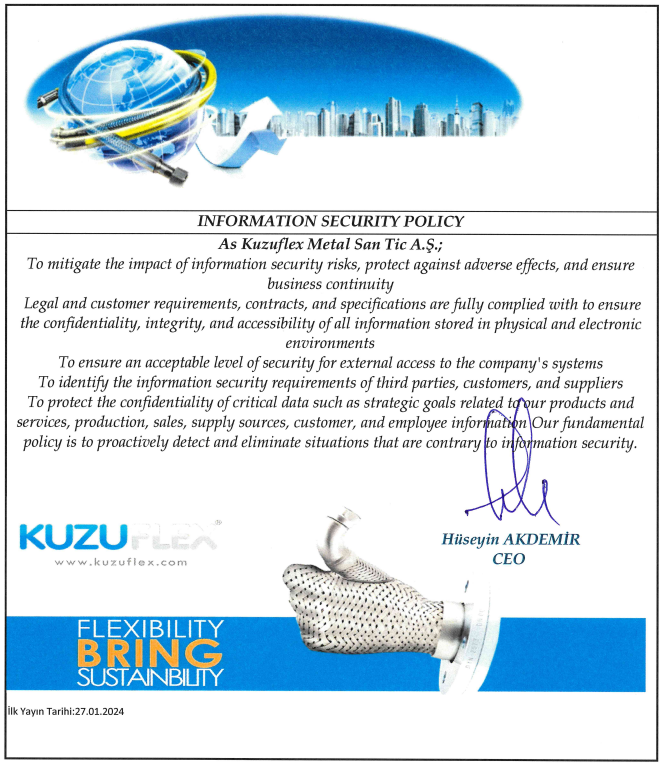 INFORMATION SECURITY POLICY
As Kuzuflex Metal San Tic A.Ş.;
To mitigate the impact of information security risks, protect against adverse effects, and ensure
business continuity
Legal and customer requirements, contracts, and specifications are fully complied with to ensure
the confidentiality, integrity, and accessibility of all information stored in physical and electronic
environments
To ensure an acceptable level of security for external access to the company's systems
To identify the information security requirements of third parties, customers, and suppliers
To protect the confidentiality of critical data such as strategic goals related to our products and
services, production, sales, supply sources, customer, and employee information Our fundamental
policy is to proactively detect and eliminate situations that are contrary to information security.
KUZUFLEX®
www.kuzuflex.com
Hüseyin AKDEMİR
CEO
FLEXIBILITY
BRING
SUSTAINBILITY
İlk Yayın Tarihi:27.01.2024